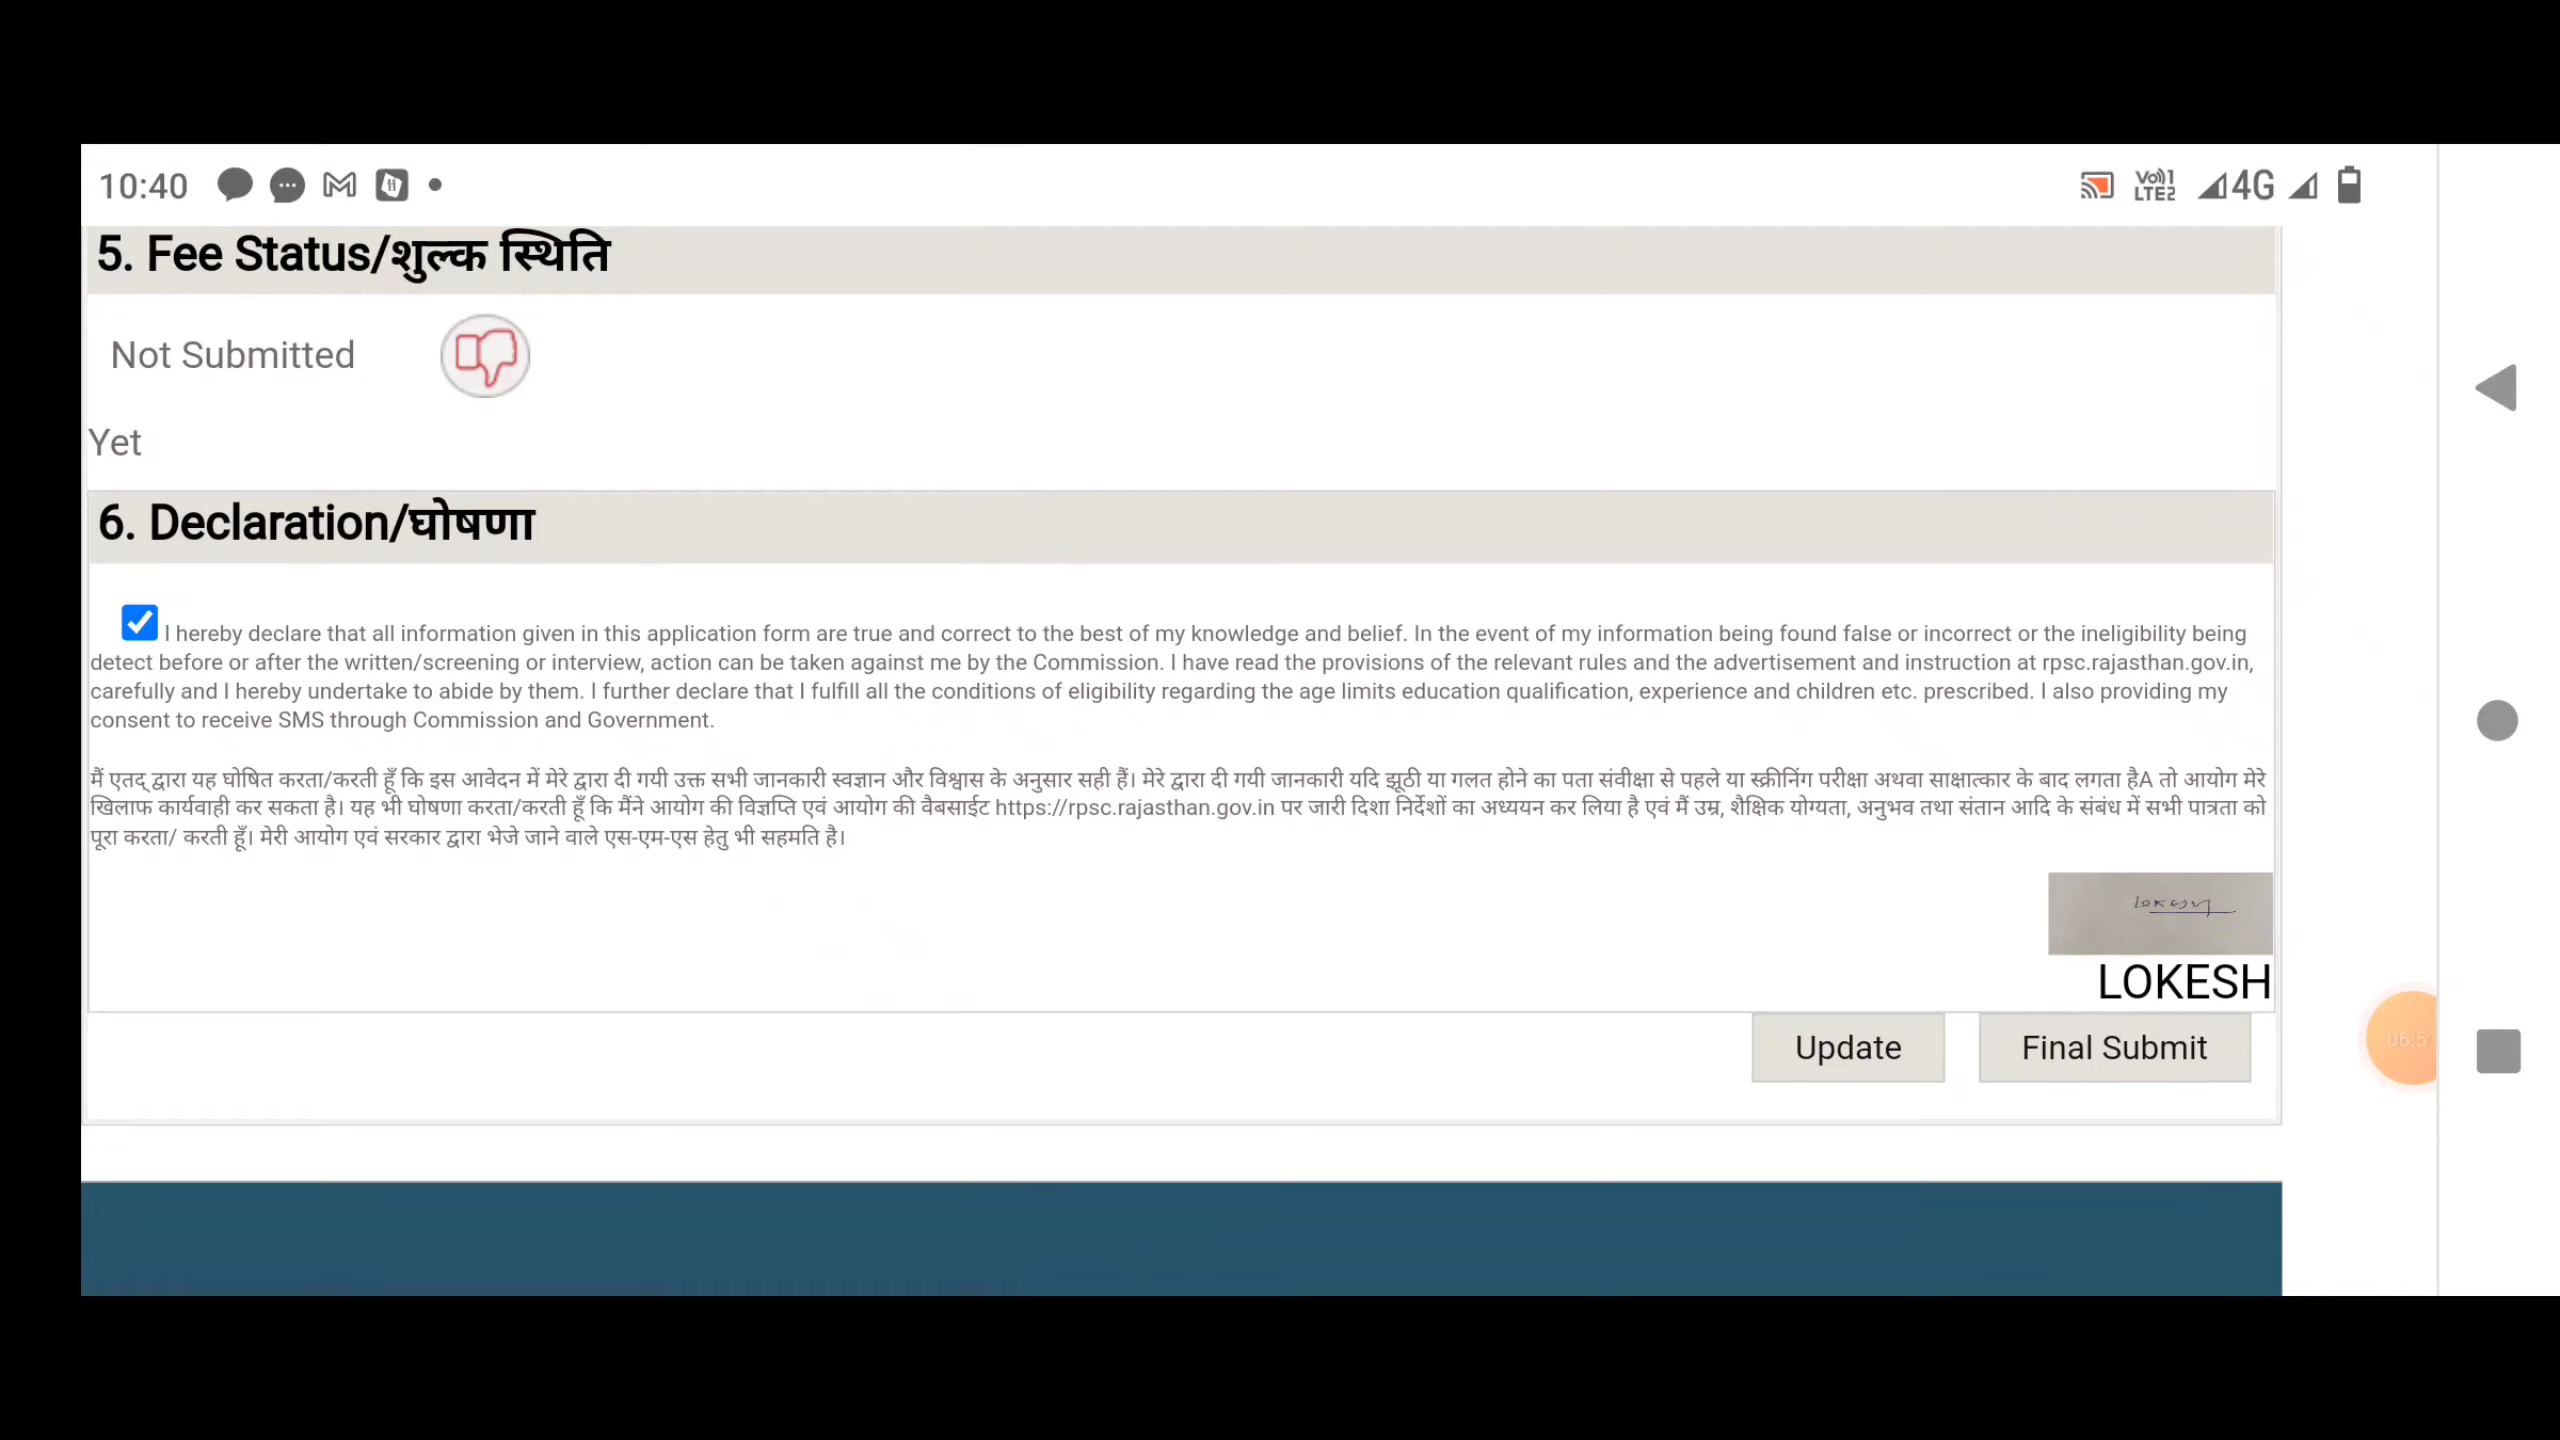 10:40
Vo))1
LTE2
4G
5. Fee Status/शुल्क स्थिति
Not Submitted
Yet
6. Declaration/घोषणा
I hereby declare that all information given in this application form are true and correct to the best of my knowledge and belief. In the event of my information being found false or incorrect or the ineligibility being
detect before or after the written/screening or interview, action can be taken against me by the Commission. I have read the provisions of the relevant rules and the advertisement and instruction at rpsc.rajasthan.gov.in,
carefully and I hereby undertake to abide by them. I further declare that I fulfill all the conditions of eligibility regarding the age limits education qualification, experience and children etc. prescribed. I also providing my
consent to receive SMS through Commission and Government.
मैं एतद् द्वारा यह घोषित करता/करती हूँ कि इस आवेदन में मेरे द्वारा दी गयी उक्त सभी जानकारी स्वज्ञान और विश्वास के अनुसार सही हैं। मेरे द्वारा दी गयी जानकारी यदि झूठी या गलत होने का पता संवीक्षा से पहले या स्क्रीनिंग परीक्षा अथवा साक्षात्कार के बाद लगता हैA तो आयोग मेरे
खिलाफ कार्यवाही कर सकता है। यह भी घोषणा करता/करती हूँ कि मैंने आयोग की विज्ञप्ति एवं आयोग की वैबसाईट https://rpsc.rajasthan.gov.in पर जारी दिशा निर्देशों का अध्ययन कर लिया है एवं मैं उम्र, शैक्षिक योग्यता, अनुभव तथा संतान आदि के संबंध में सभी पात्रता को
पूरा करता/ करती हूँ। मेरी आयोग एवं सरकार द्वारा भेजे जाने वाले एस-एम-एस हेतु भी सहमति है।
Lokesh
LOKESH
Update
Final Submit